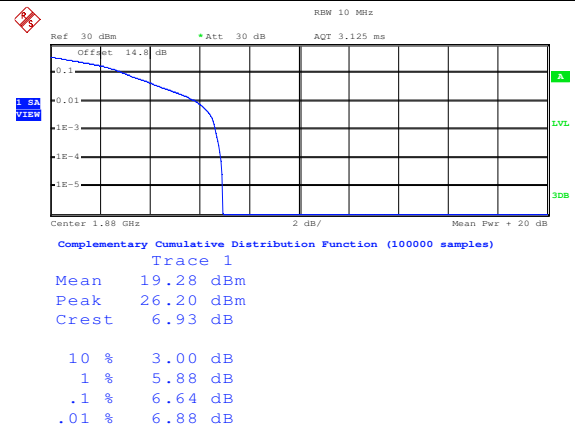 RBW 10 MHz
Ref 30 dBm *Att 30 dB AQT 3.125 ms
Offset 14.8 dB
0.1
A
0.01
1 SA
VIEW
1E-3
LVL
1E-4
1E-5
3DB
Center 1.88 GHz 2 dB/ Mean Pwr + 20 dB
Complementary Cumulative Distribution Function (100000 samples)
Trace 1
Mean 19.28 dBm
Peak 26.20 dBm
Crest 6.93 dB
10 % 3.00 dB
1 % 5.88 dB
.1 % 6.64 dB
.01 % 6.88 dB